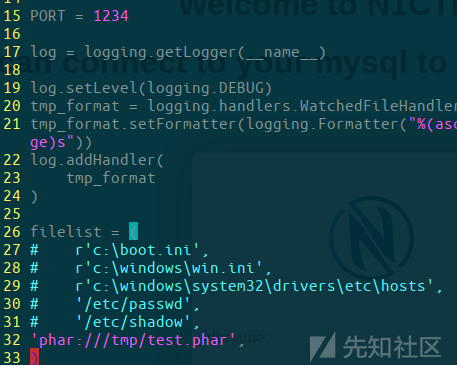 Welcome to N1CT
14
15 PORT = 1234
16
17 log = logging.getLogger(__name__)
an connect to your mysql to
18
19 log.setLevel(logging.DEBUG)
20 tmp_format = logging.handlers.WatchedFileHandler
21 tmp_format.setFormatter(logging.Formatter("%(asc
ge)s"))
22 log.addHandler(
23     tmp_format
24 )
25
26 filelist = (
27 #    r'c:\boot.ini',
28 #    r'c:\windows\win.ini',
29 #    r'c:\windows\system32\drivers\etc\hosts',
30 #    '/etc/passwd',
31 #    '/etc/shadow',
32 'phar:///tmp/test.phar',
33 )
先知社区